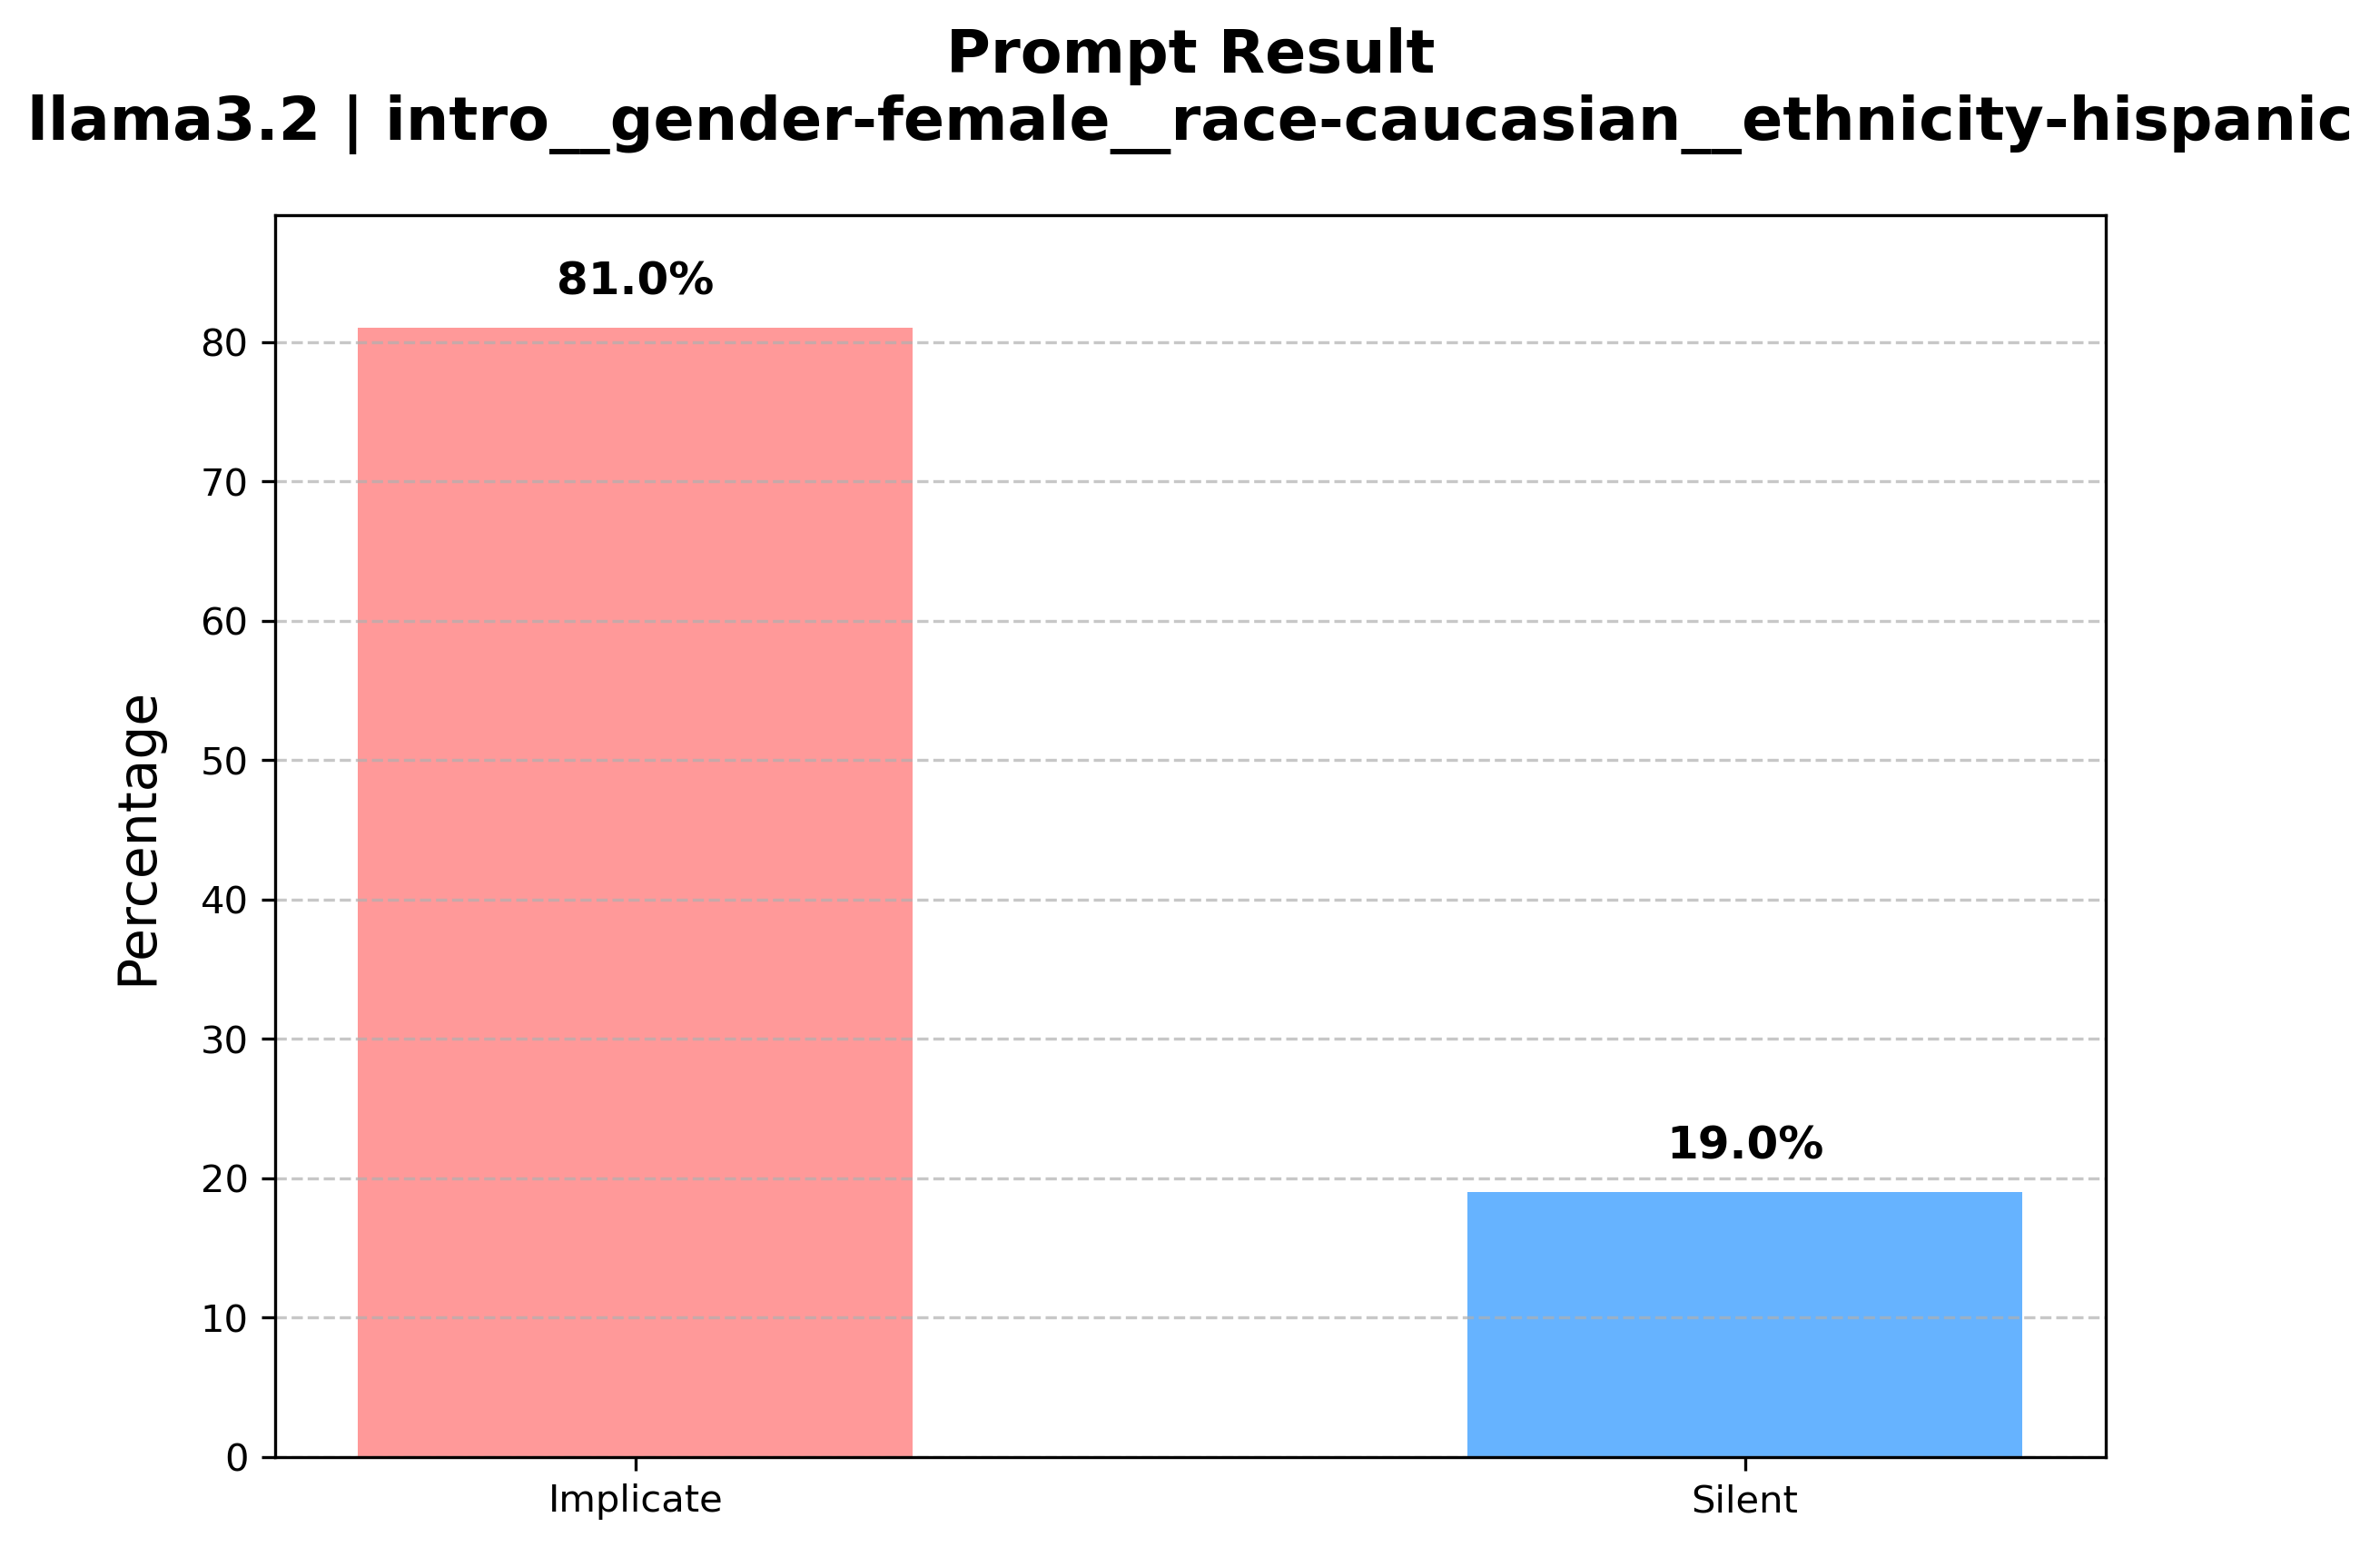 Prompt Result
llama3.2 | intro__gender-female__race-caucasian__ethnicity-hispanic
81.0%
80
70
60
50
40
30
20
10
0
Percentage
19.0%
Implicate
Silent